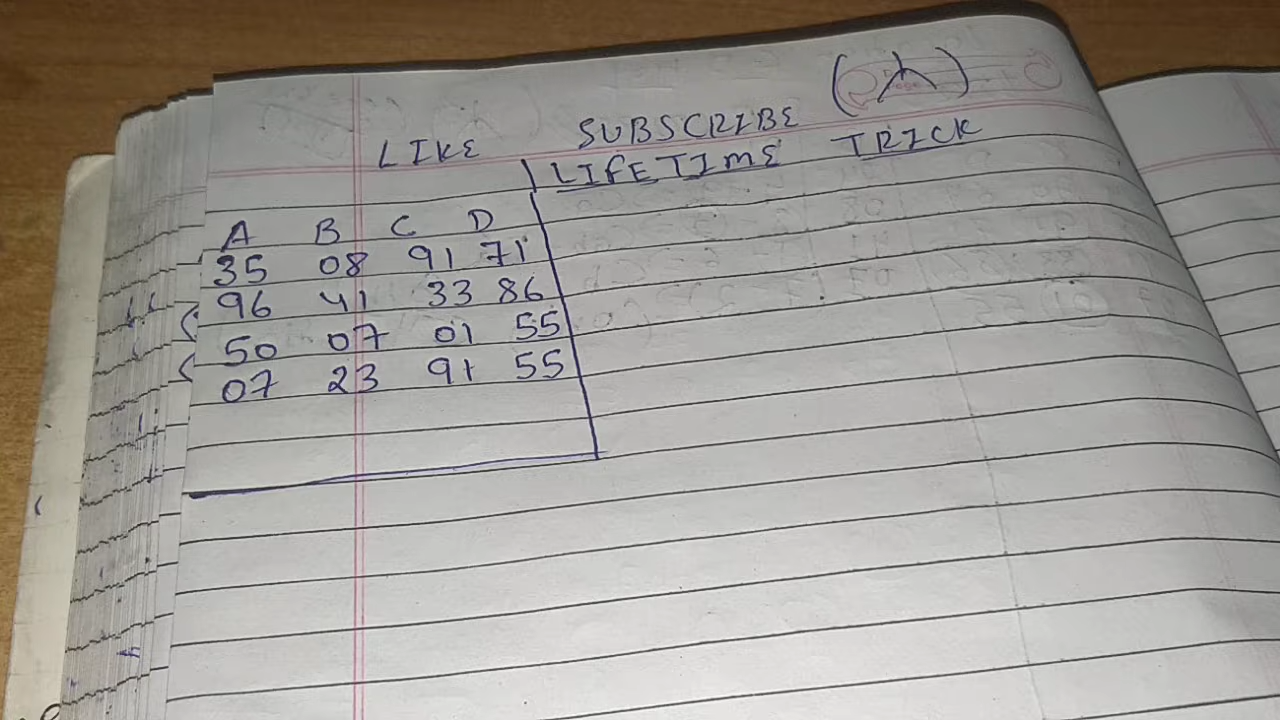 LIKE SUBSCRIBE
LIFETIME TRICK
A B C D
35 08 91 71
96 41 33 86
50 07 01 55
07 23 91 55